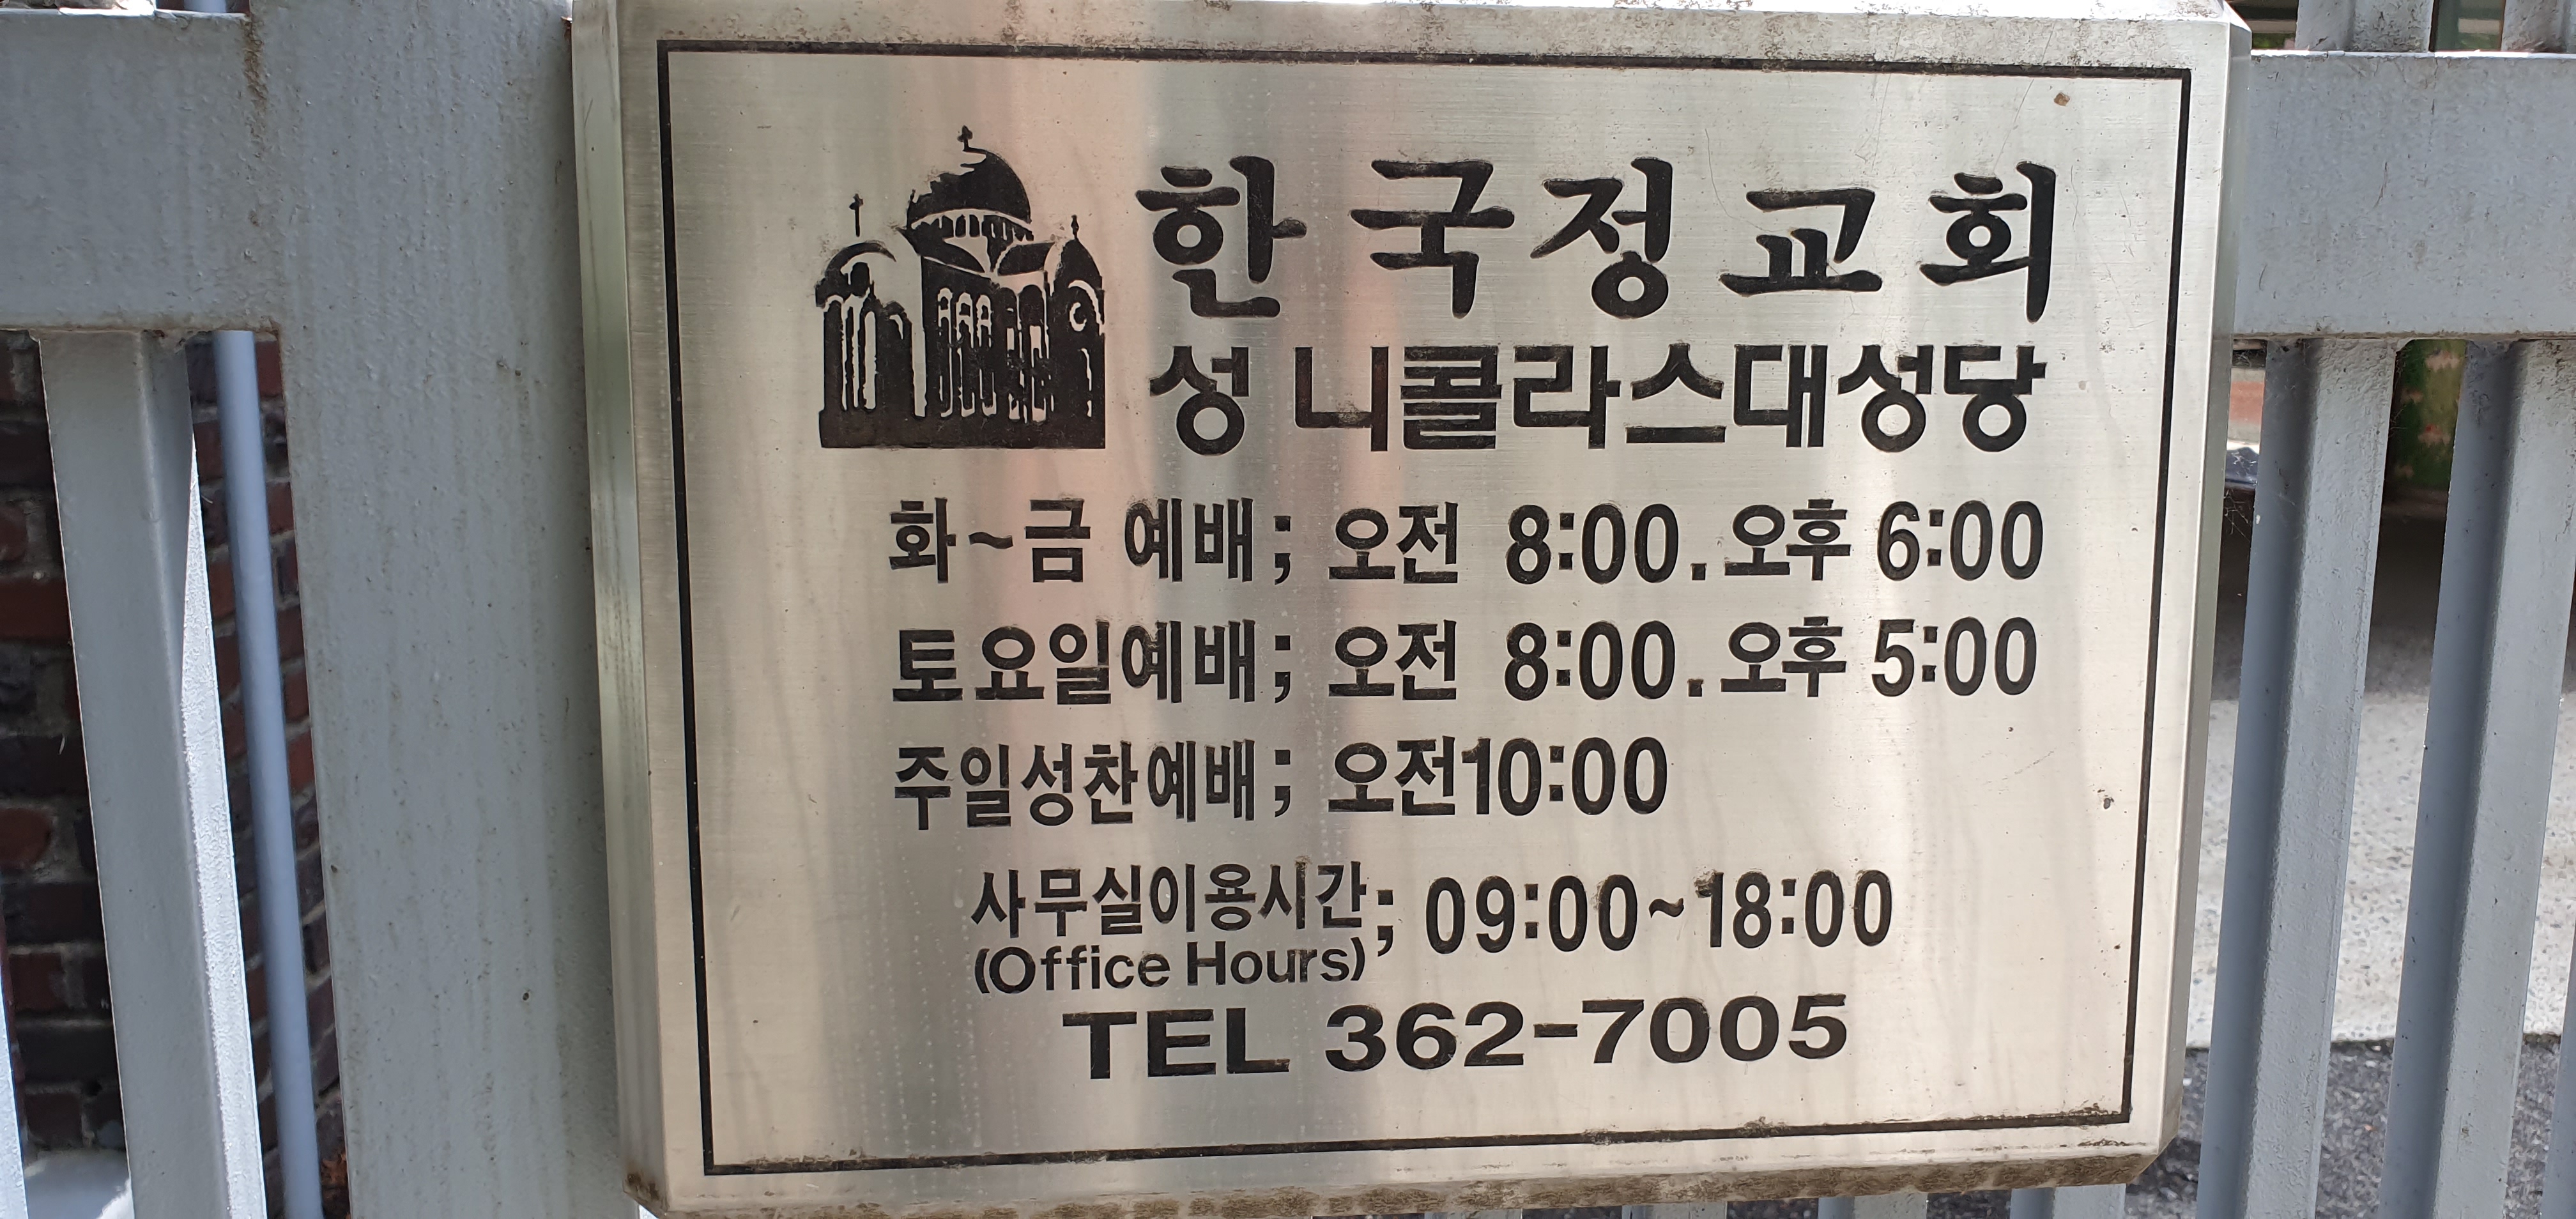 한국정교회
성 니콜라스대성당
화~금 예배; 오전 8:00.오후 6:00
토요일예배; 오전 8:00.오후 5:00
주일성찬예배; 오전10:00
사무실이용시간; 09:00~18:00
(Office Hours)
TEL 362-7005